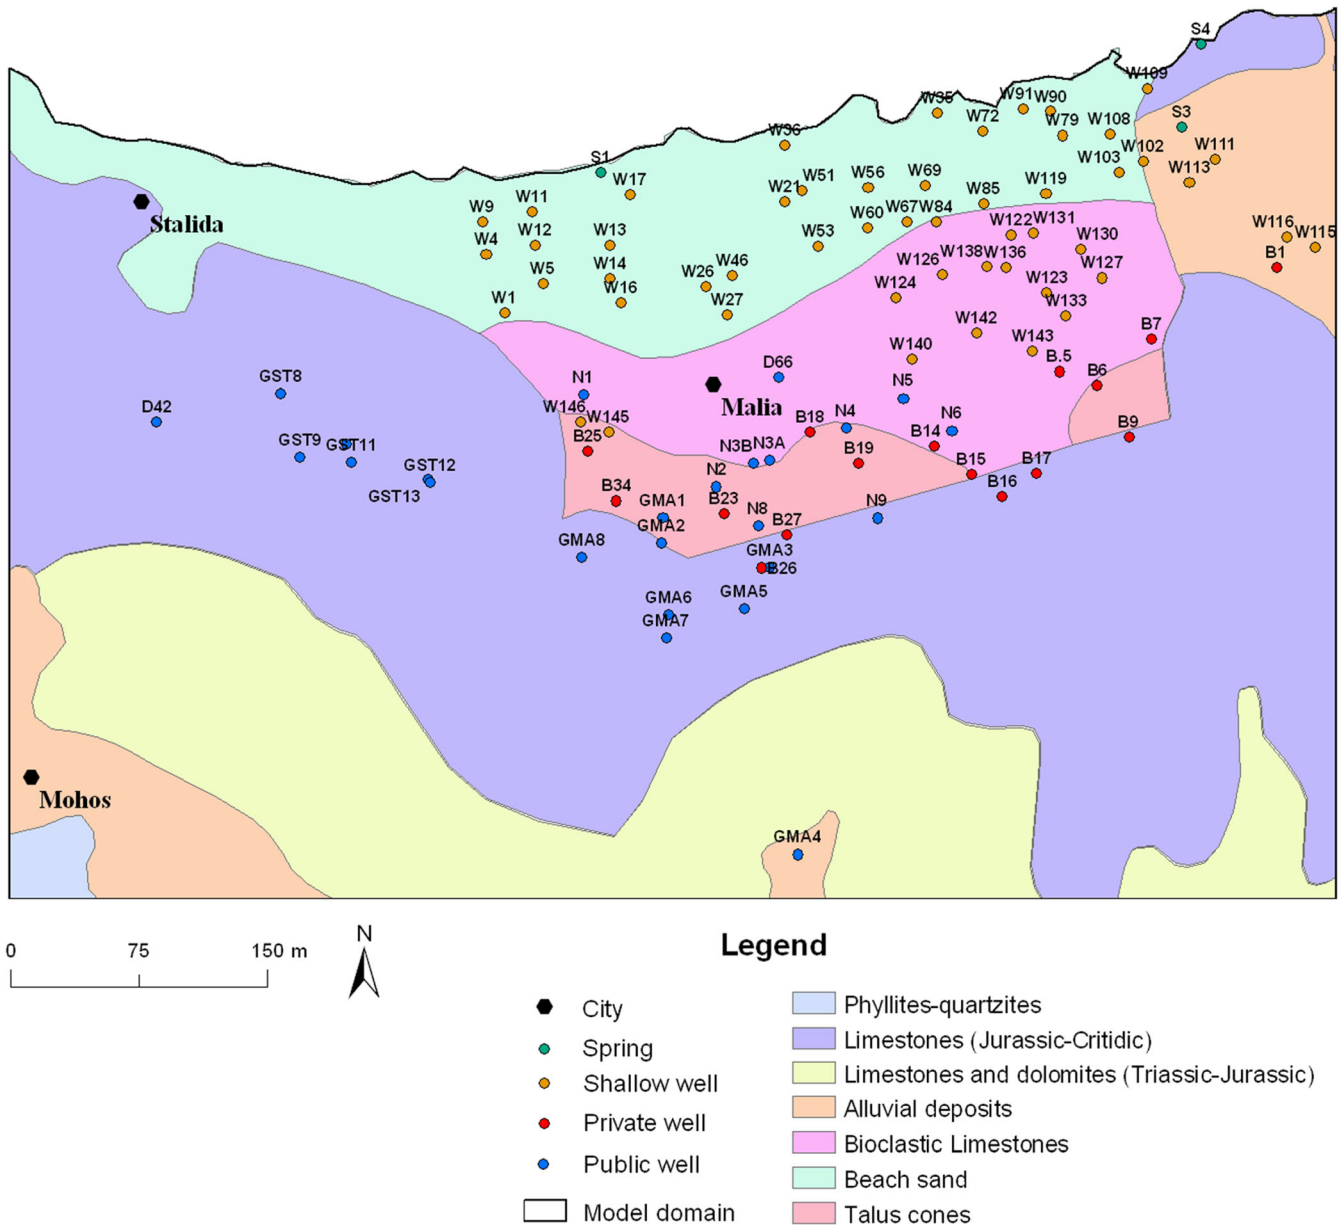 S4
W109
W35
W91
W90
W72
W79
W108
S3
W36
W102
W111
W103
W113
S1
W17
W21
W51
W56
W69
W85
W119
W9
W11
W60
W67
W84
Stalida
W4
W12
W13
W53
W122
W131
W130
W116
W115
W5
W14
W16
W26
W46
W126
W138
W136
W127
B1
W1
W27
W124
W123
W133
W142
W143
B7
W140
B.5
B6
GST8
N1
D66
N5
D42
W146
W145
Malia
B18
N4
N6
B9
GST9
GST11
B25
N3B
N3A
B19
B14
GST12
GST13
B34
N2
B15
B17
B16
GMA1
B23
N8
B27
N9
GMA2
GMA8
GMA3
B26
GMA6
GMA5
GMA7
Mohos
GMA4
0
75
150 m
N
Legend
City
Spring
Shallow well
Private well
Public well
Model domain
Phyllites-quartzites
Limestones (Jurassic-Critidic)
Limestones and dolomites (Triassic-Jurassic)
Alluvial deposits
Bioclastic Limestones
Beach sand
Talus cones